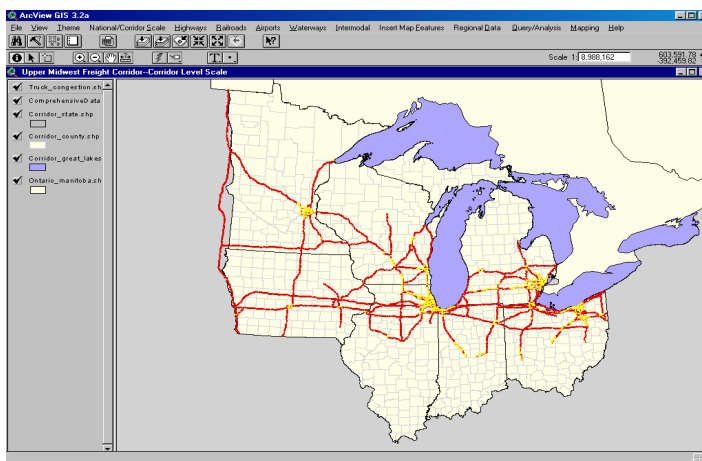 ArcView GIS 3.2a
File View Theme National/Corridor Scale Highways Railroads Airports Waterways Intermodal Insert Map Features Regional Data Query/Analysis Mapping Help
Scale 1: 8,988,162
603,591.78
-392,459.82
Upper Midwest Freight Corridor--Corridor Level Scale
Truck_congestion.sh
ComprehensiveData
Corridor_state.shp
Corridor_county.shp
Corridor_great_lakes
Ontario_manitoba.sh